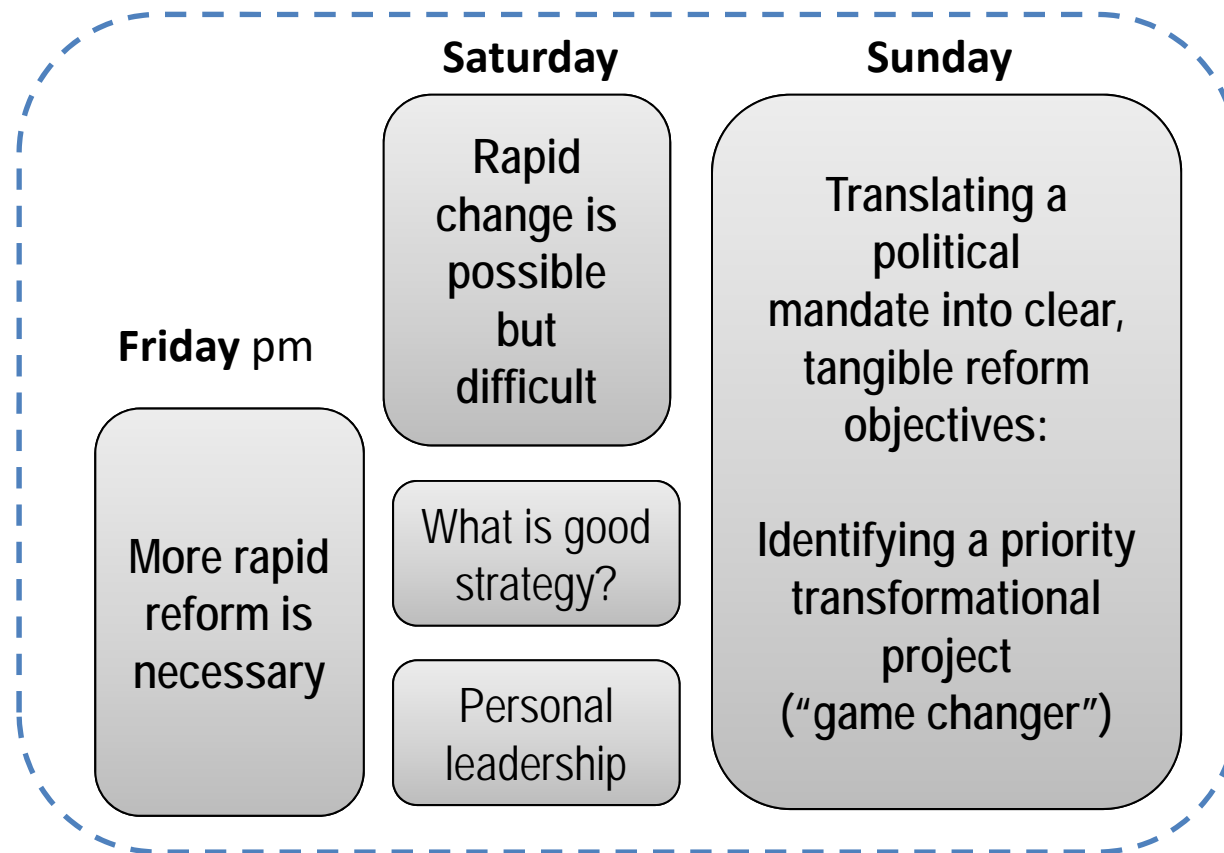 Friday pm
More rapid
reform is
necessary
Saturday
Rapid
change is
possible
but
difficult
What is good
strategy?
Personal
leadership
Sunday
Translating a
political
mandate into clear,
tangible reform
objectives:
Identifying a priority
transformational
project
(“game changer”)